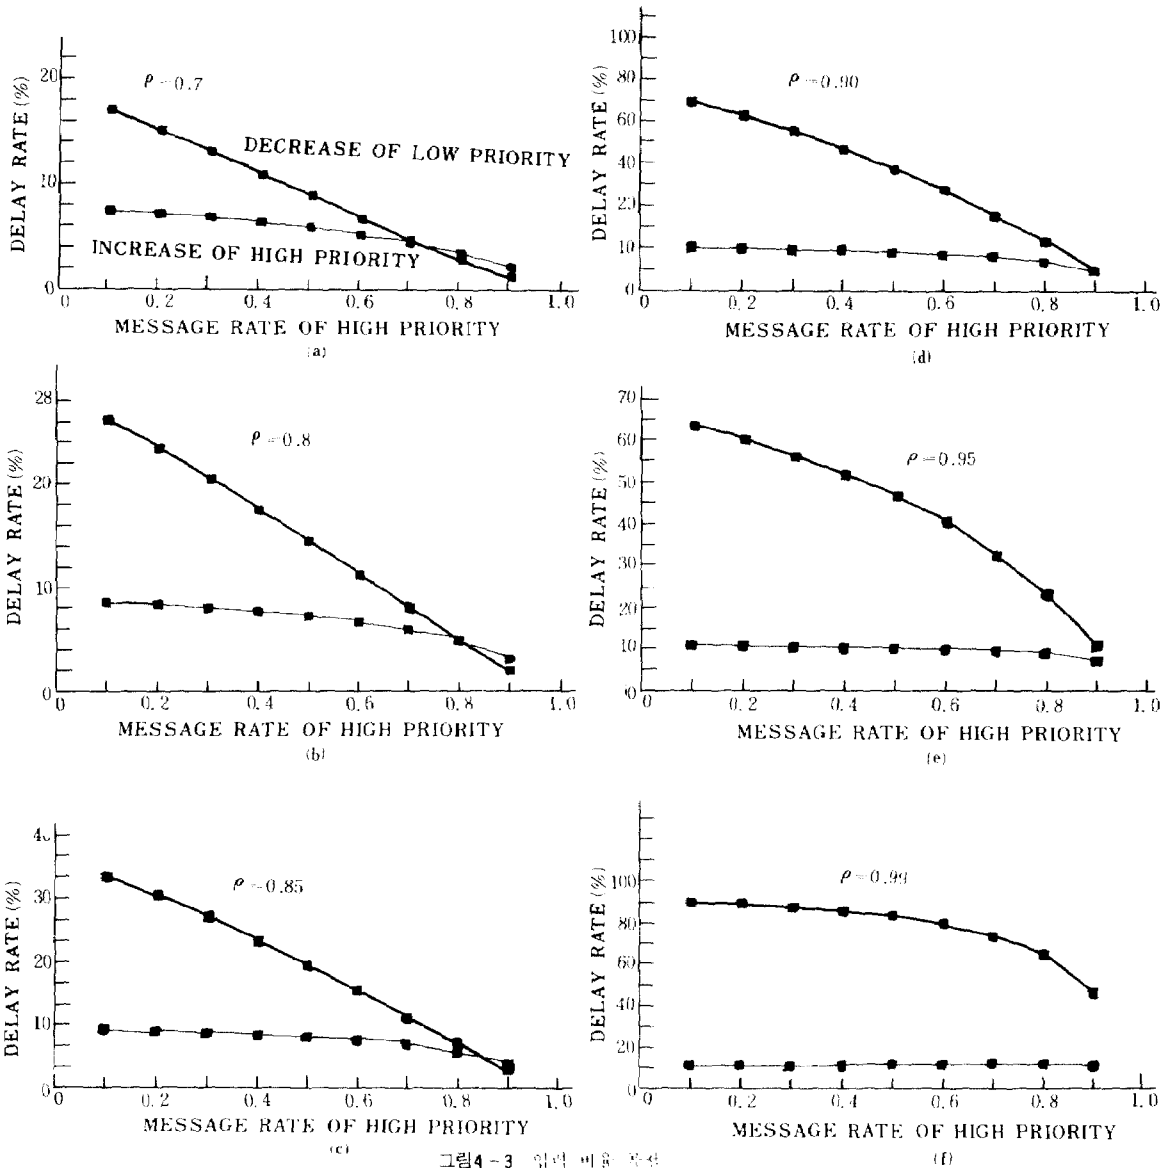 DELAY RATE (%)
20
10
0
ρ=0.7
DECREASE OF LOW PRIORITY
INCREASE OF HIGH PRIORITY
0 0.2 0.4 0.6 0.8 1.0
MESSAGE RATE OF HIGH PRIORITY
(a)
DELAY RATE (%)
100
80
60
40
20
10
0
ρ=0.90
0.2 0.4 0.6 0.8 1.0
MESSAGE RATE OF HIGH PRIORITY
(d)
DELAY RATE (%)
28
20
10
0
ρ=0.8
0 0.2 0.4 0.6 0.8 1.0
MESSAGE RATE OF HIGH PRIORITY
(b)
DELAY RATE (%)
70
60
50
40
30
20
10
0
ρ=0.95
0 0.2 0.4 0.6 0.8 1.0
MESSAGE RATE OF HIGH PRIORITY
(e)
DELAY RATE (%)
30
20
10
0
ρ=0.85
0 0.2 0.4 0.6 0.8 1.0
MESSAGE RATE OF HIGH PRIORITY
(c)
DELAY RATE (%)
100
80
60
40
20
0
ρ=0.99
0 0.2 0.4 0.6 0.8 1.0
MESSAGE RATE OF HIGH PRIORITY
(f)
그림4-3